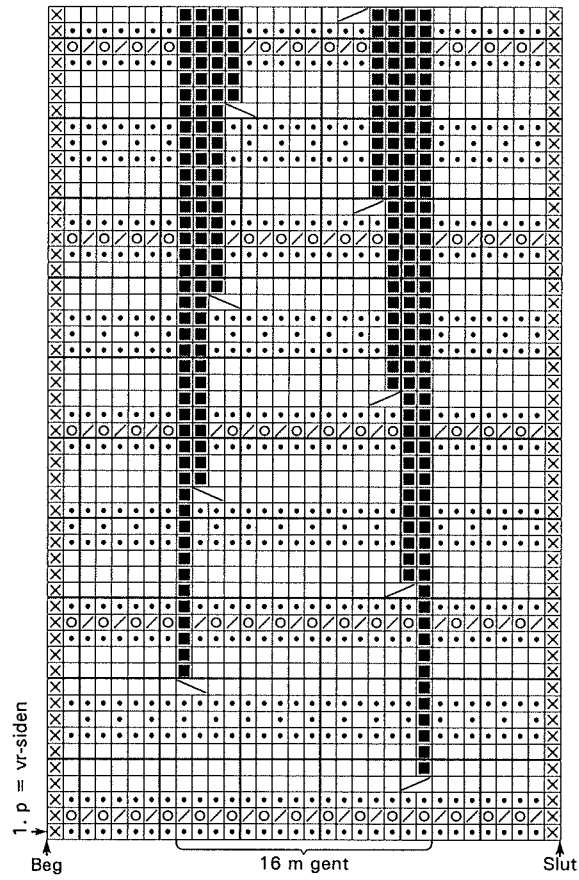 1. p = vr-siden
Beg
16 m gent
Slut